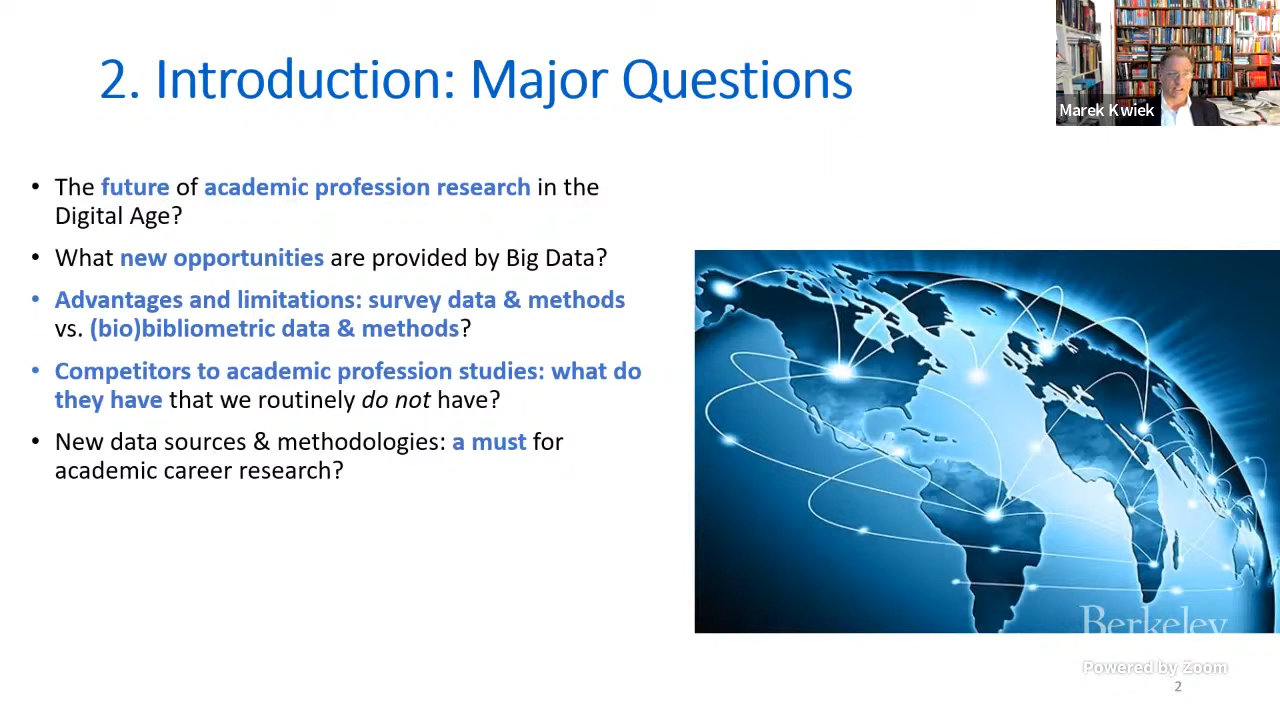 2. Introduction: Major Questions
Marek Kwiek
• The future of academic profession research in the
Digital Age?
• What new opportunities are provided by Big Data?
• Advantages and limitations: survey data & methods
vs. (bio)bibliometric data & methods?
• Competitors to academic profession studies: what do
they have that we routinely do not have?
• New data sources & methodologies: a must for
academic career research?
Berkeley
Powered by Zoom
2